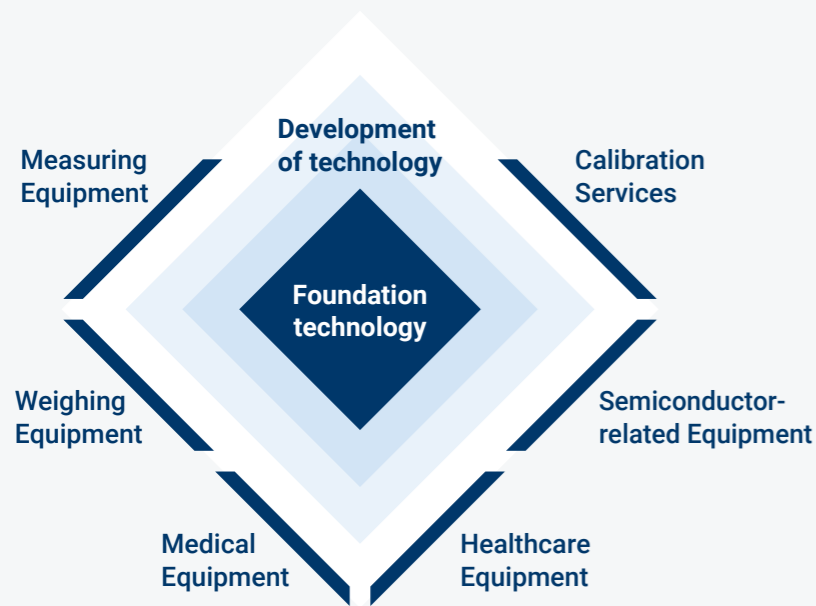 Development
of technology
Measuring
Equipment
Calibration
Services
Foundation
technology
Weighing
Equipment
Semiconductor-
related Equipment
Medical
Equipment
Healthcare
Equipment